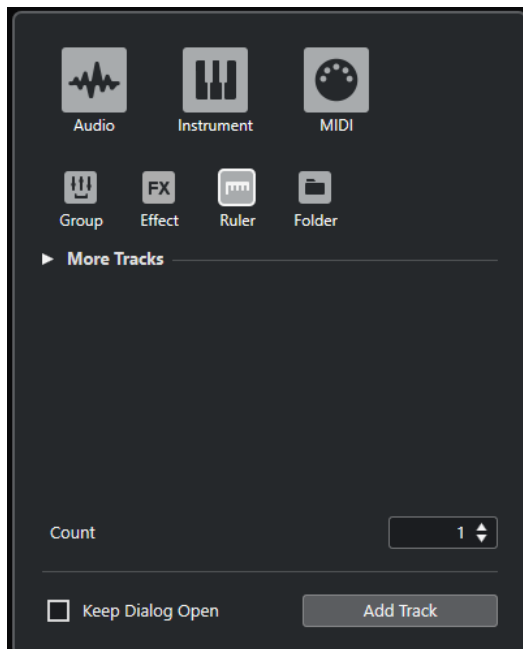 Audio Instrument MIDI
FX
Group Effect Ruler Folder
More Tracks
Count 1
Keep Dialog Open Add Track